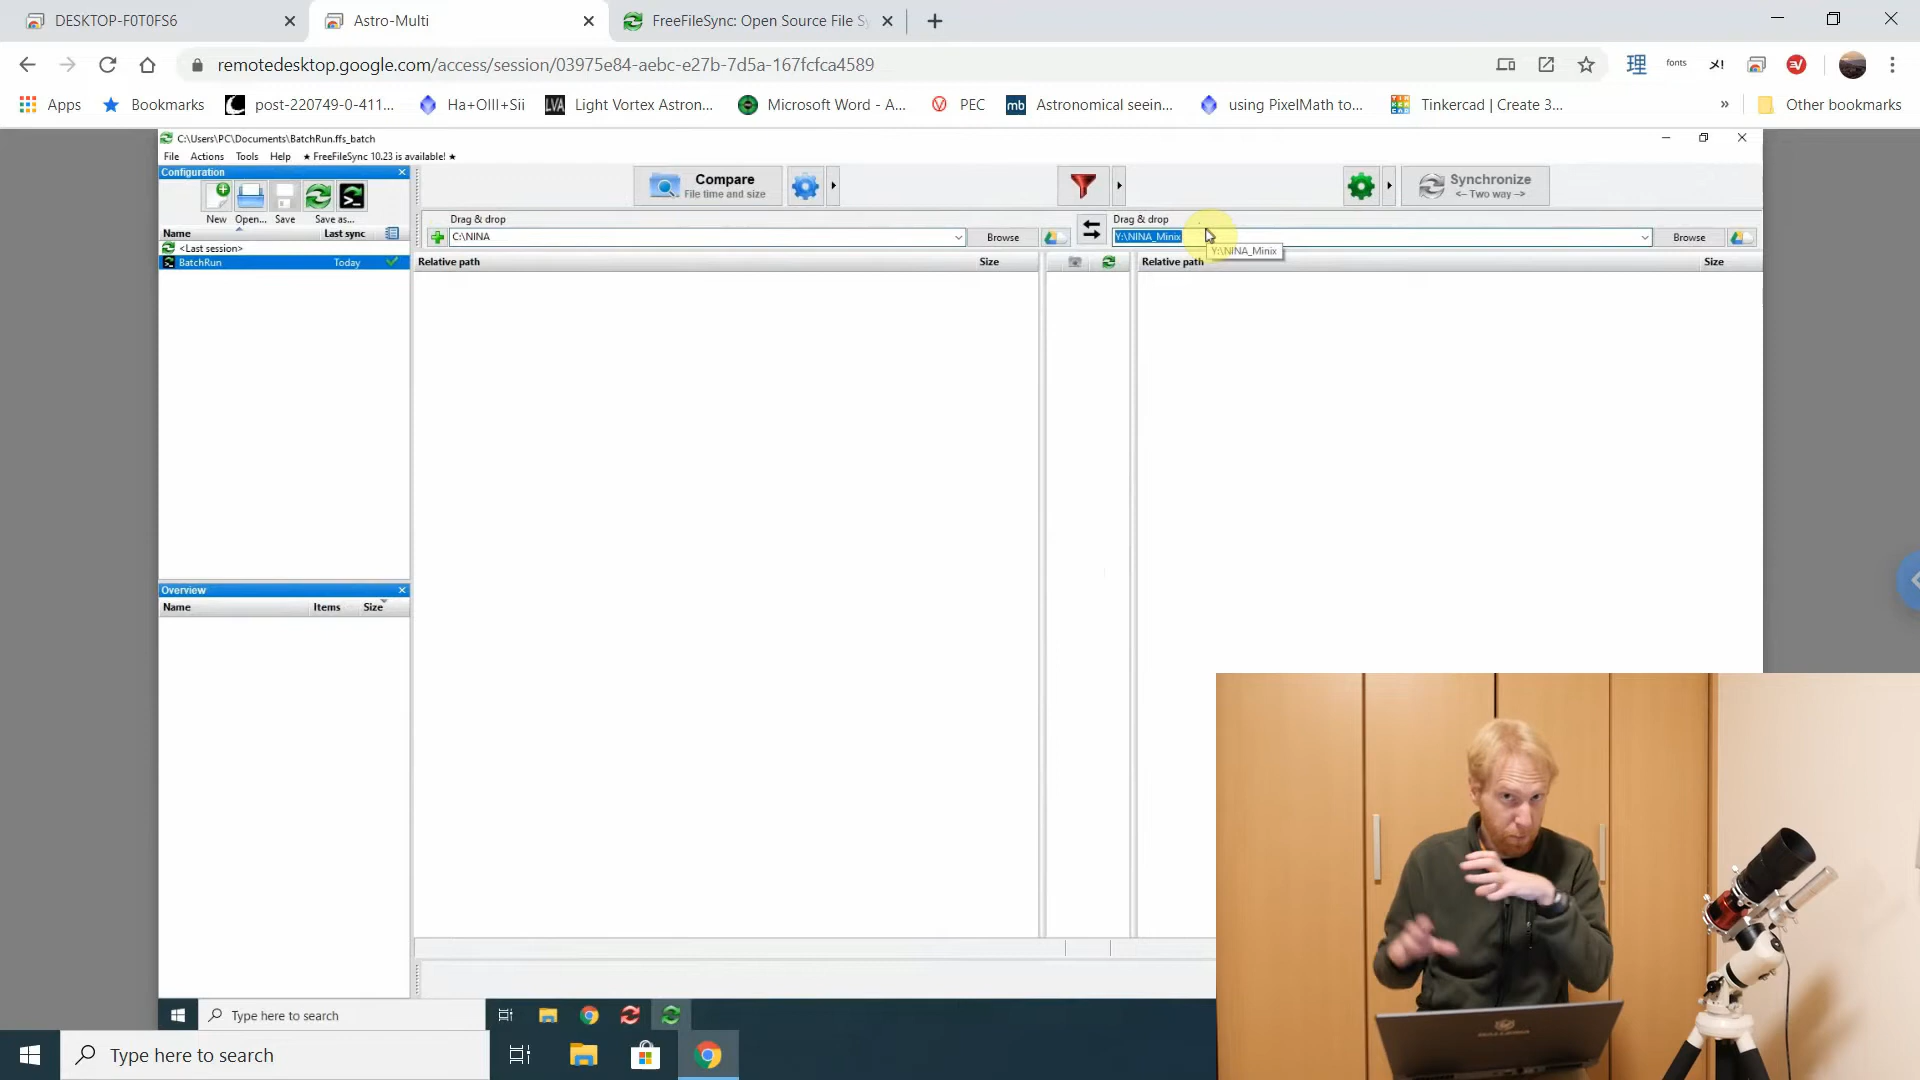 DESKTOP-F0T0FS6
Astro-Multi
FreeFileSync: Open Source File Sy
remotedesktop.google.com/access/session/03975e84-aebc-e27b-7d5a-167fcfca4589
理
fonts
Apps
Bookmarks
post-220749-0-411...
Ha+OIII+Sii
LVA
Light Vortex Astron...
Microsoft Word - A...
PEC
mb
Astronomical seein...
using PixelMath to...
Tinkercad | Create 3...
»
Other bookmarks
C:\Users\PC\Documents\BatchRun.ffs_batch
File Actions Tools Help ★ FreeFileSync 10.23 is available! ★
Configuration
New Open... Save Save as...
Name Last sync
<Last session>
BatchRun Today
Compare
File time and size
Synchronize
<- Two way ->
Drag & drop
C:\NINA
Browse
Drag & drop
Y:\NINA_Minix
Browse
Y:\NINA_Minix
Relative path Size
Relative path Size
Overview
Name Items Size
Type here to search
Type here to search